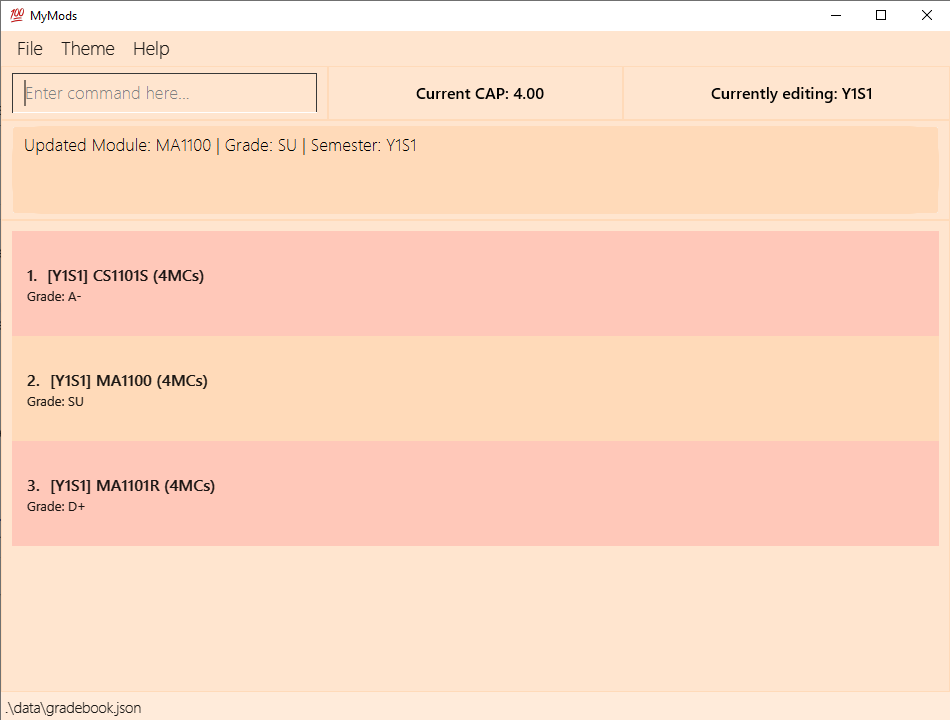 MyMods
File Theme Help
Enter command here...
Current CAP: 4.00
Currently editing: Y1S1
Updated Module: MA1100 | Grade: SU | Semester: Y1S1
1. [Y1S1] CS1101S (4MCs)
Grade: A-
2. [Y1S1] MA1100 (4MCs)
Grade: SU
3. [Y1S1] MA1101R (4MCs)
Grade: D+
.\data\gradebook.json